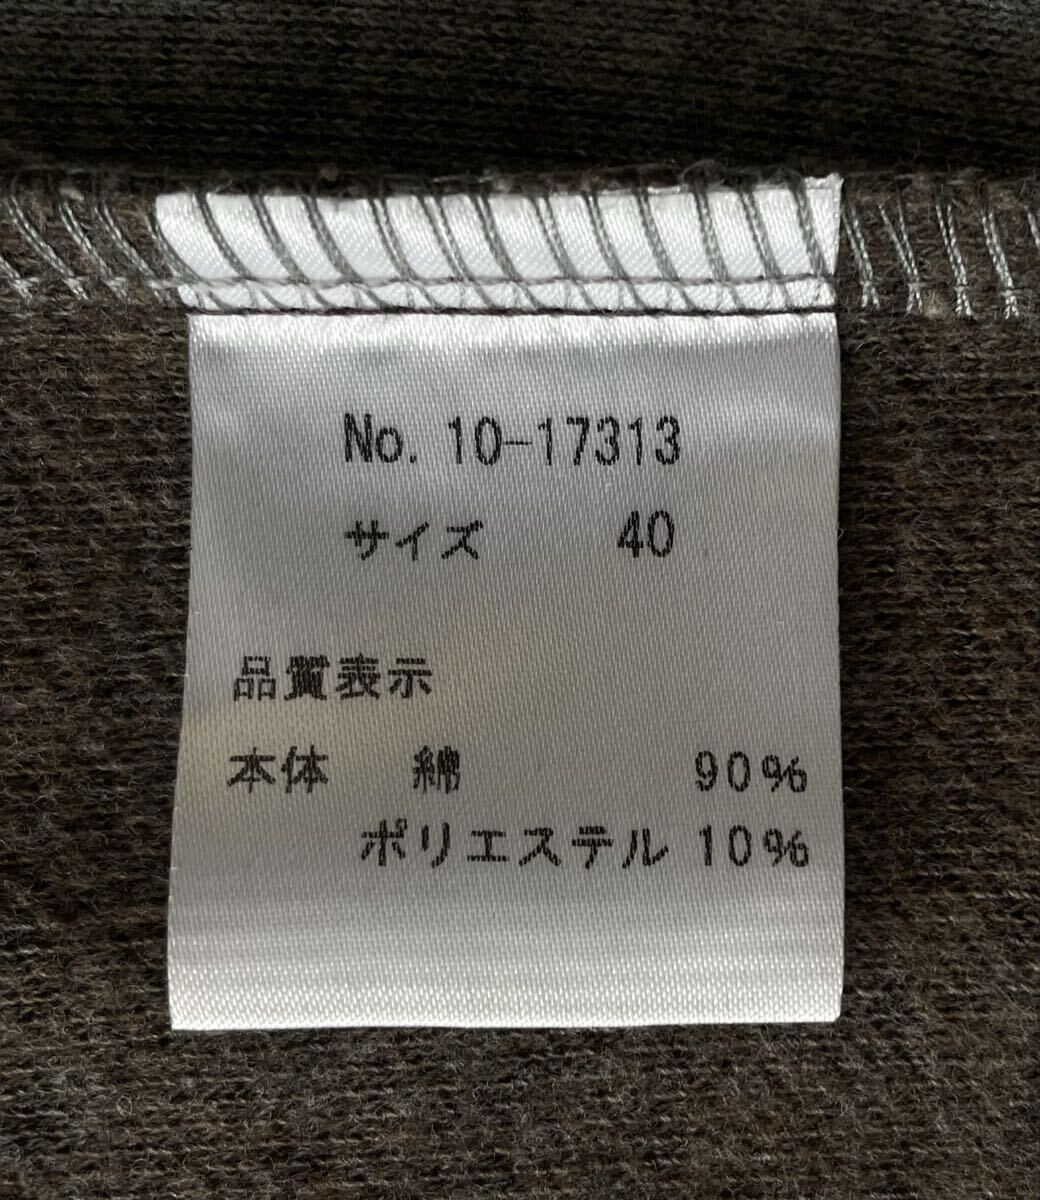 No. 10-17313
サイズ 40
品質表示
本体 綿 90%
ポリエステル 10%